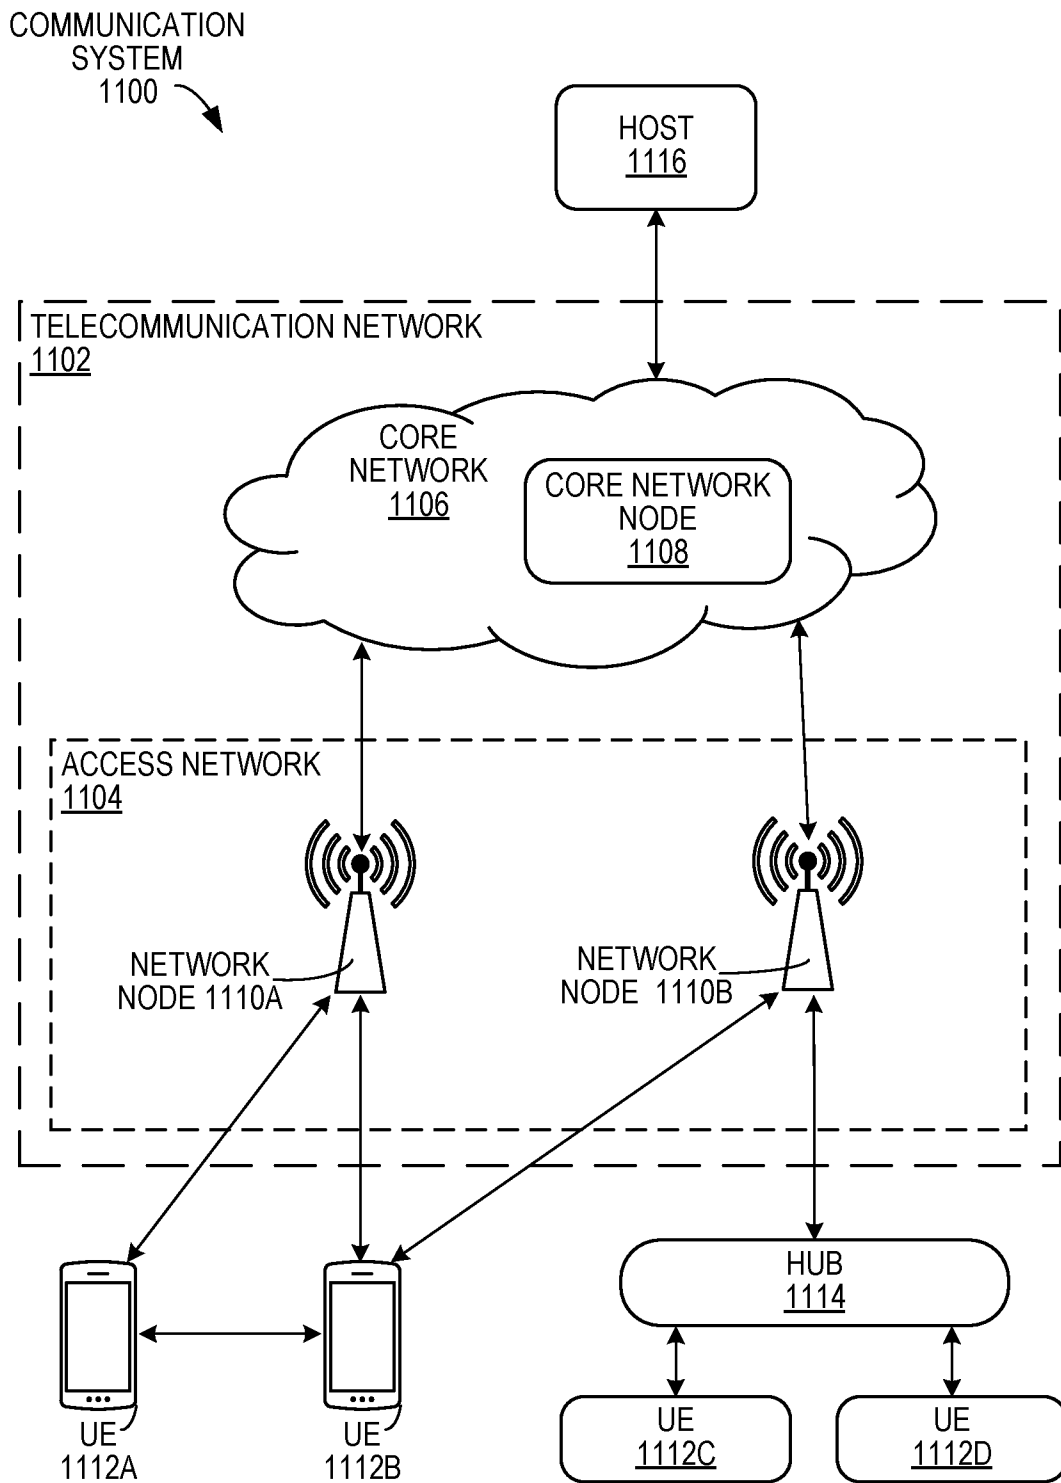 COMMUNICATION
SYSTEM
1100
HOST
1116
TELECOMMUNICATION NETWORK
1102
CORE
NETWORK
1106
CORE NETWORK
NODE
1108
ACCESS NETWORK
1104
NETWORK
NODE 1110A
NETWORK
NODE 1110B
HUB
1114
UE
1112A
UE
1112B
UE
1112C
UE
1112D